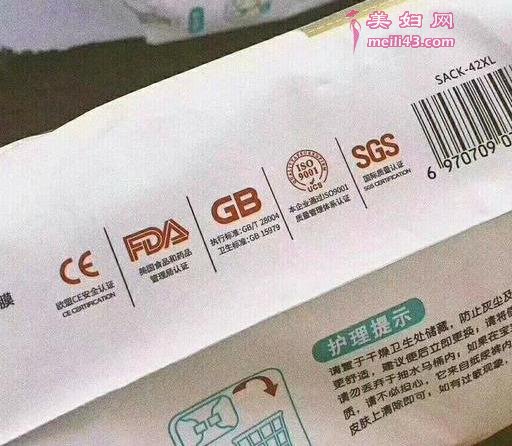 美妇网
meili43.com
SACK-42XL
6 970709 0
SGS
国际质量认证
SGS CERTIFICATION
ISO
9001
UCS
本企业通过ISO9001
质量管理体系认证
GB
执行标准:GB/T 28004
卫生标准:GB 15979
FDA
美国食品和药品
管理局认证
CE
欧盟CE安全认证
CE CERTIFICATION
膜
护理提示
请置于干燥卫生处储藏,防止灰尘及
更舒适,建议便后立即更换;请将
请勿丢弃于抽水马桶内;如果在宝
质,请不必担心,它来自纸尿裤内
皮肤上清除即可;如有过敏现象,